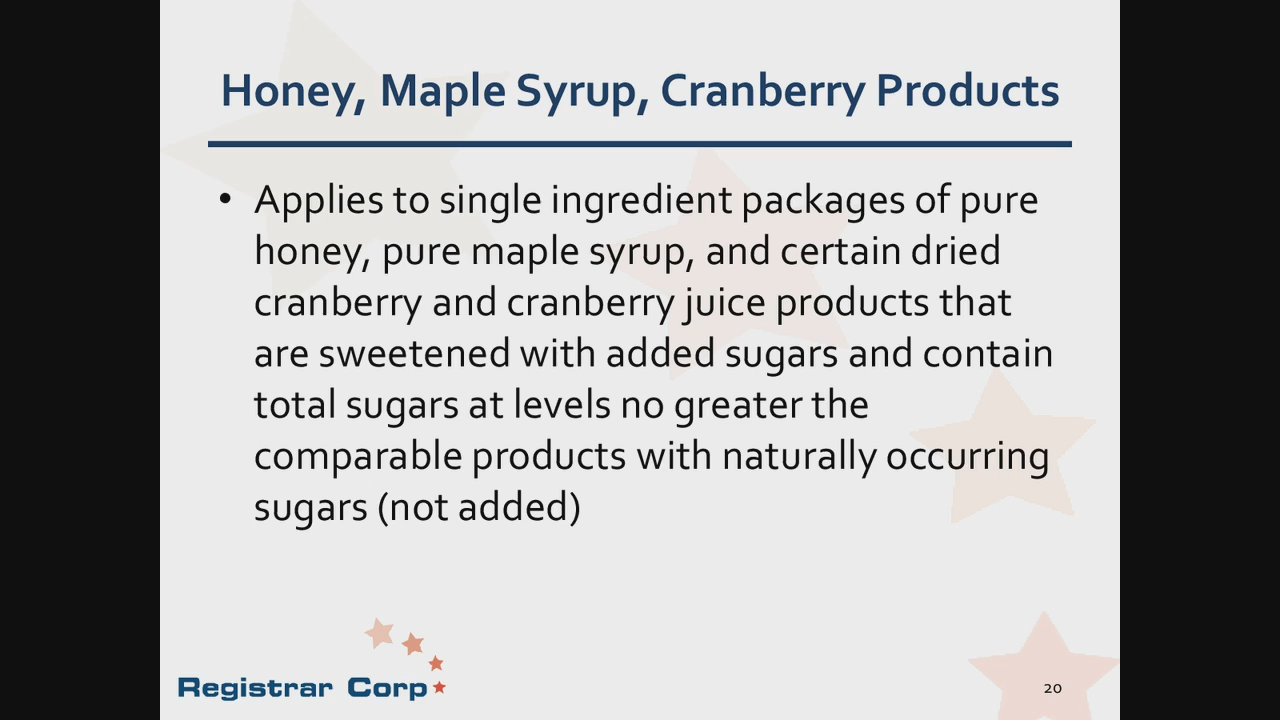 Honey, Maple Syrup, Cranberry Products
• Applies to single ingredient packages of pure
honey, pure maple syrup, and certain dried
cranberry and cranberry juice products that
are sweetened with added sugars and contain
total sugars at levels no greater the
comparable products with naturally occurring
sugars (not added)
Registrar Corp
20